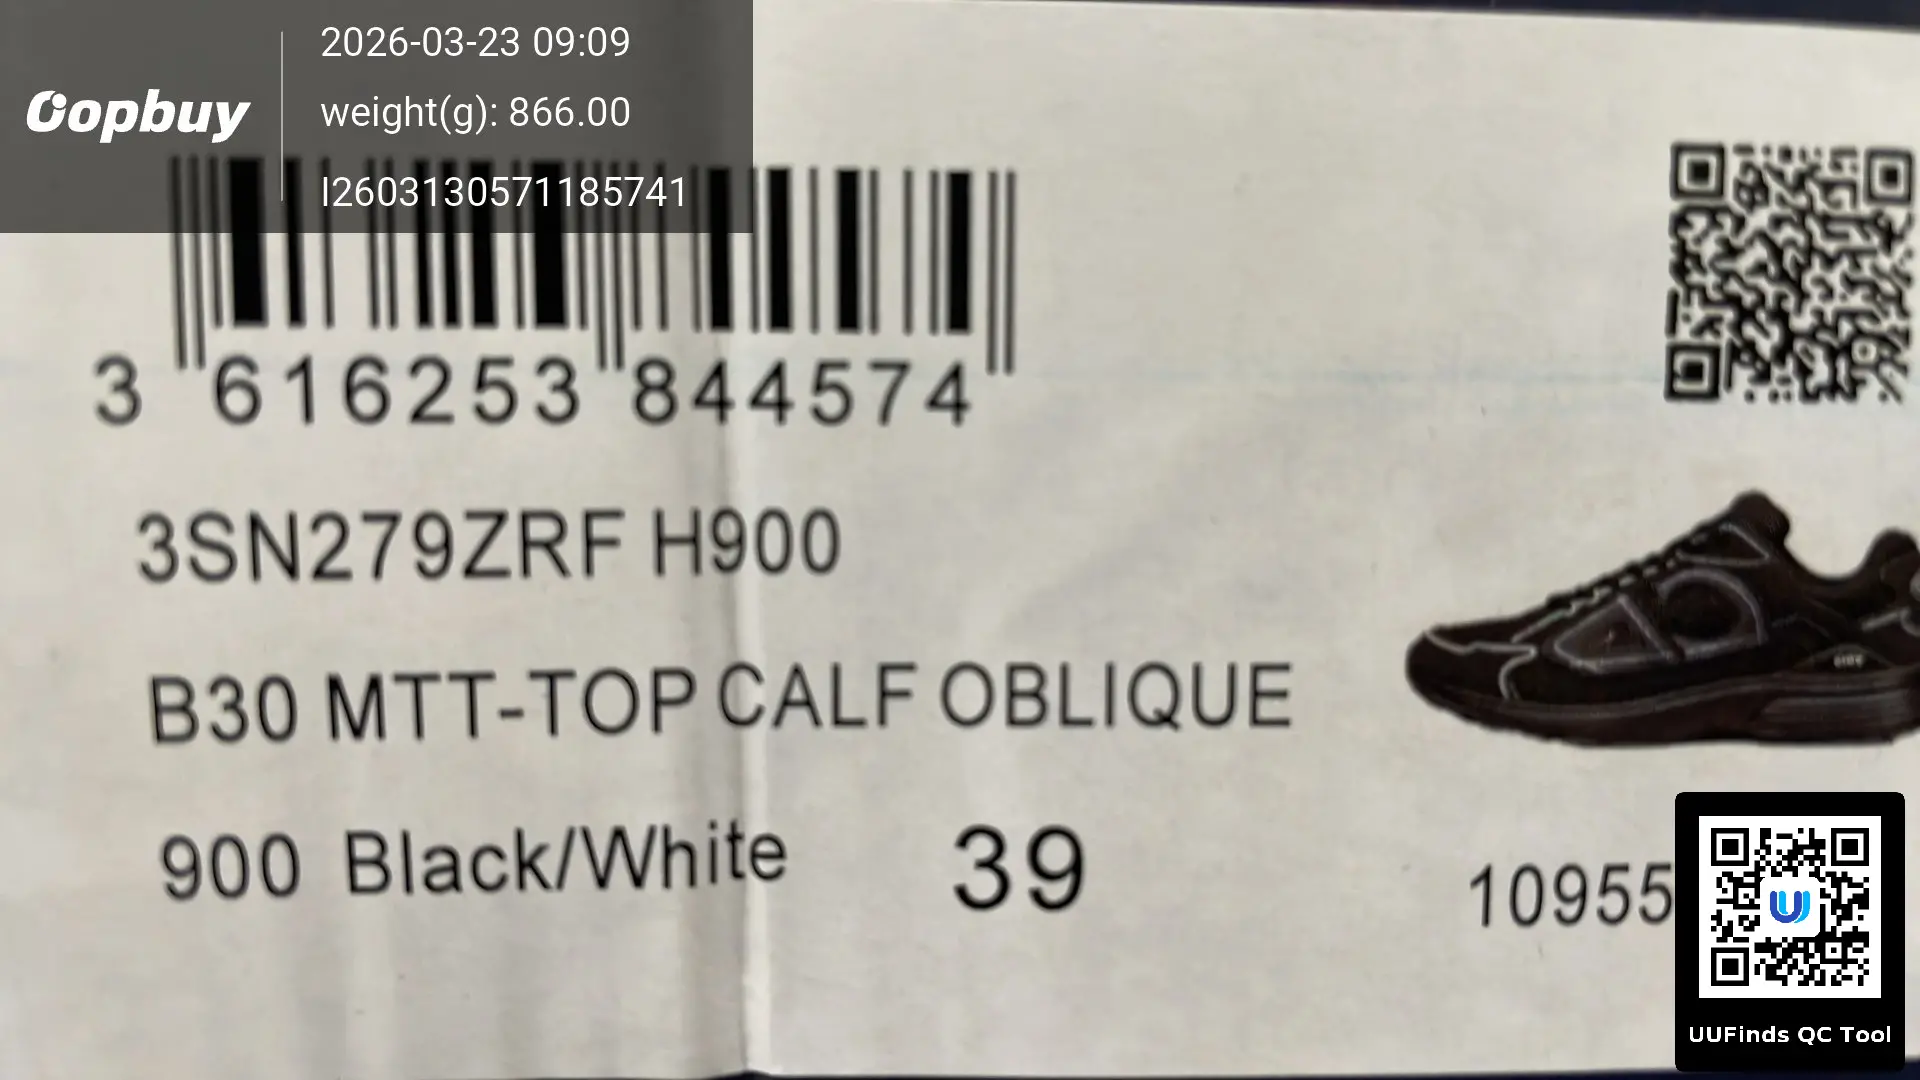 Oopbuy
2026-03-23 09:09
weight(g): 866.00
I2603130571185741
3 616253 844574
3SN279ZRF H900
B30 MTT-TOP CALF OBLIQUE
900 Black/White 39
10955
UUFinds QC Tool